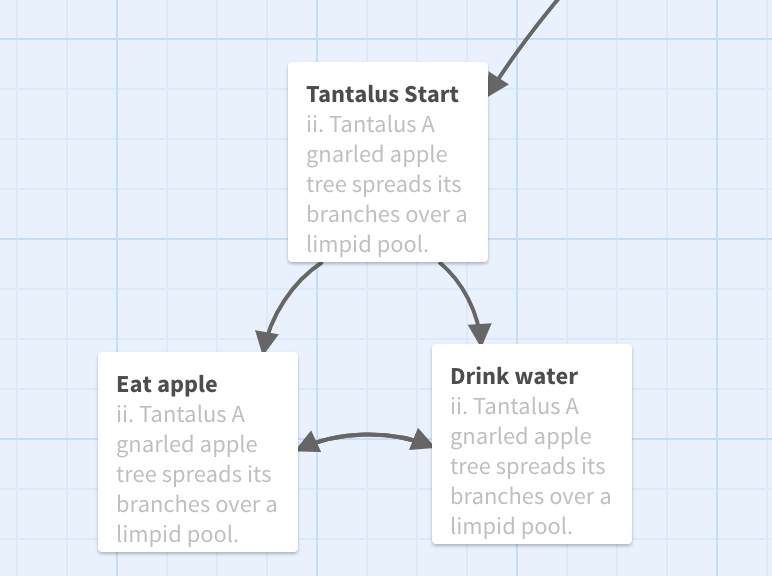 Tantalus Start
ii. Tantalus A
gnarled apple
tree spreads its
branches over a
limpid pool.
Eat apple
ii. Tantalus A
gnarled apple
tree spreads its
branches over a
limpid pool.
Drink water
ii. Tantalus A
gnarled apple
tree spreads its
branches over a
limpid pool.